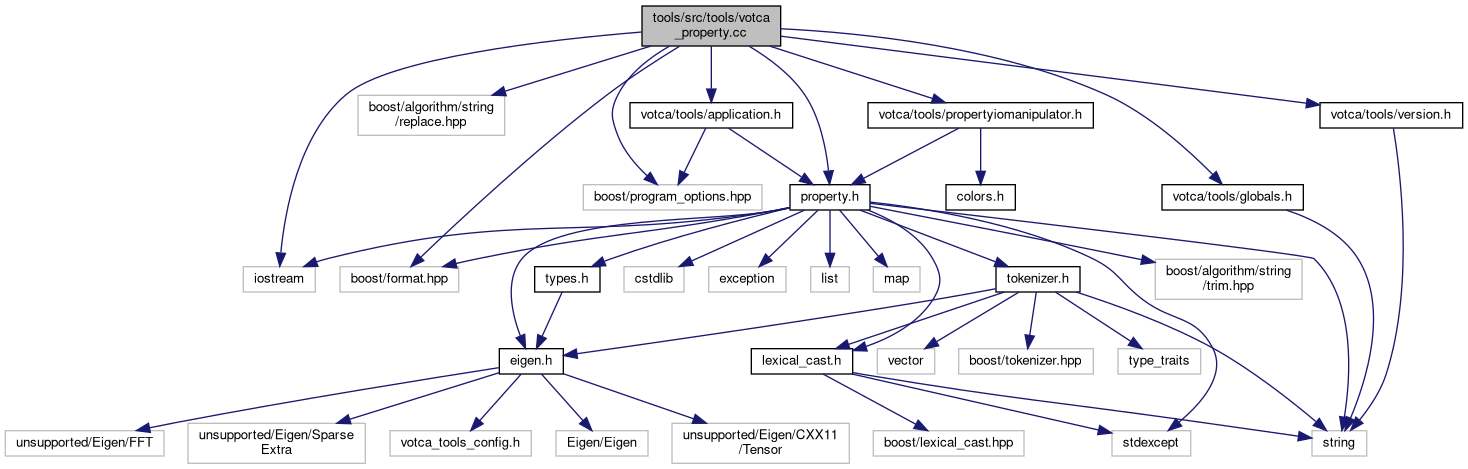 tools/src/tools/votca
_property.cc
boost/algorithm/string
/replace.hpp
votca/tools/application.h
votca/tools/propertyiomanipulator.h
votca/tools/version.h
boost/program_options.hpp
property.h
colors.h
votca/tools/globals.h
iostream
boost/format.hpp
types.h
cstdlib
exception
list
map
tokenizer.h
boost/algorithm/string
/trim.hpp
eigen.h
lexical_cast.h
vector
boost/tokenizer.hpp
type_traits
unsupported/Eigen/FFT
unsupported/Eigen/Sparse
Extra
votca_tools_config.h
Eigen/Eigen
unsupported/Eigen/CXX11
/Tensor
boost/lexical_cast.hpp
stdexcept
string